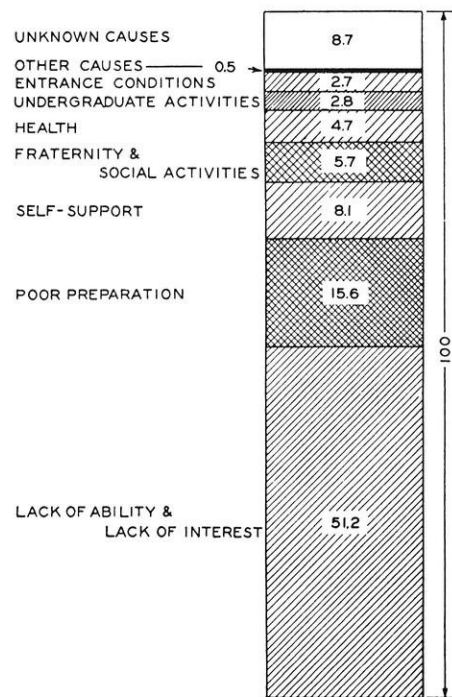 UNKNOWN CAUSES 8.7
OTHER CAUSES 0.5
ENTRANCE CONDITIONS 2.7
UNDERGRADUATE ACTIVITIES 2.8
HEALTH 4.7
FRATERNITY &
SOCIAL ACTIVITIES 5.7
SELF-SUPPORT 8.1
POOR PREPARATION 15.6
100
LACK OF ABILITY &
LACK OF INTEREST 51.2